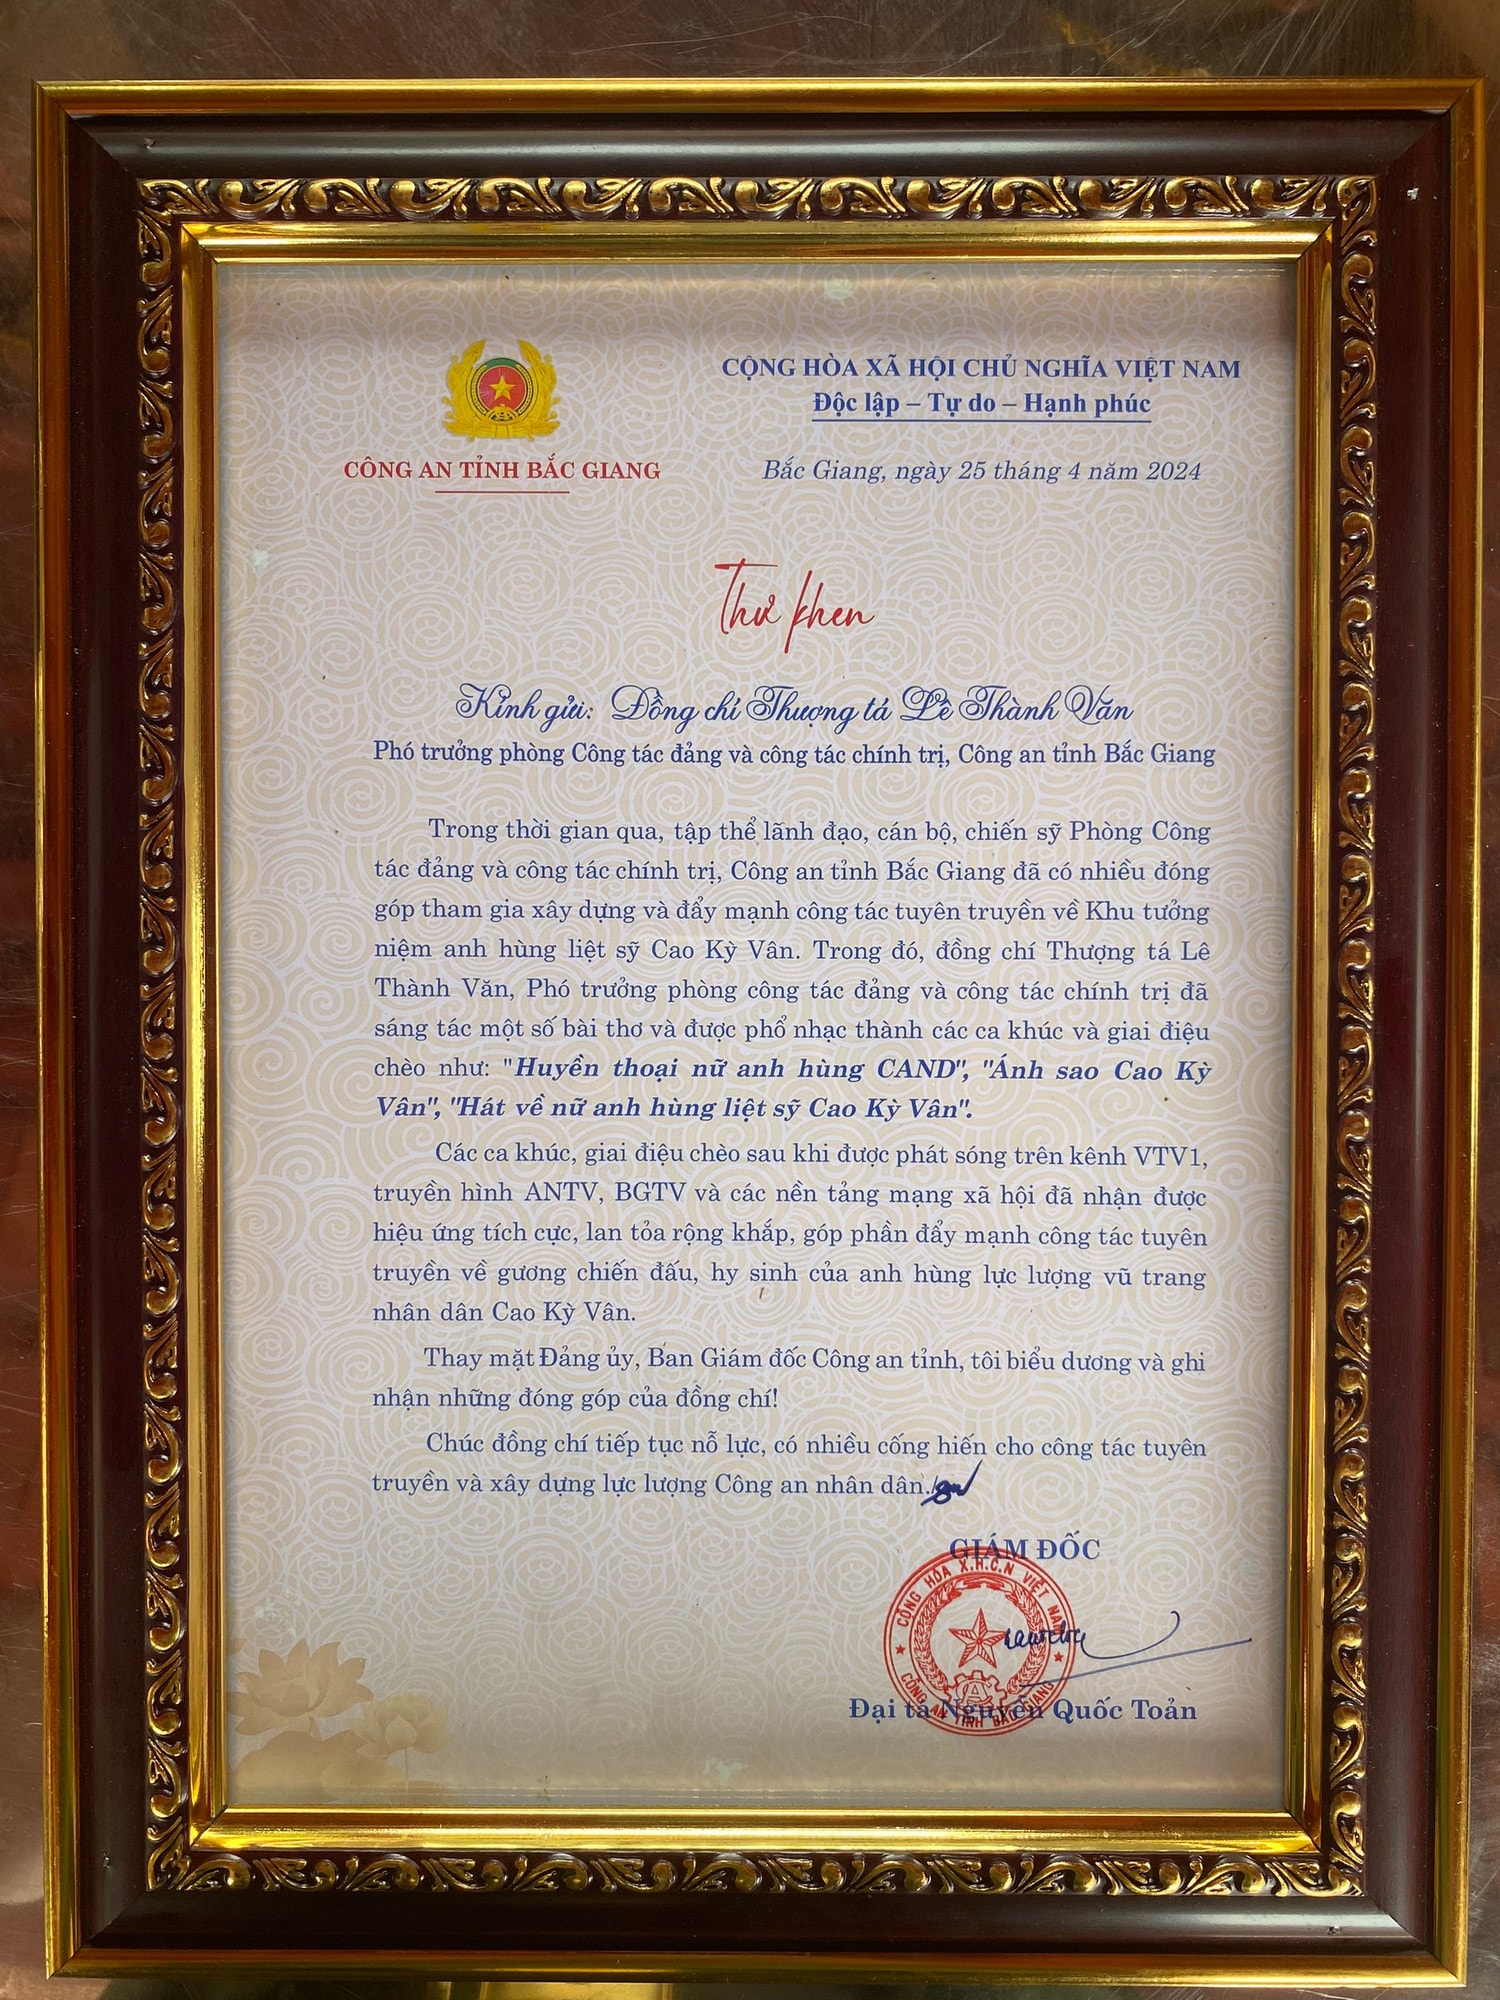 CỘNG HÒA XÃ HỘI CHỦ NGHĨA VIỆT NAM
Độc lập – Tự do – Hạnh phúc
CÔNG AN TỈNH BẮC GIANG
Bắc Giang, ngày 25 tháng 4 năm 2024
Thư khen
Kính gửi: Đồng chí Thượng tá Lê Thành Văn
Phó trưởng phòng Công tác đảng và công tác chính trị, Công an tỉnh Bắc Giang
Trong thời gian qua, tập thể lãnh đạo, cán bộ, chiến sỹ Phòng Công
tác đảng và công tác chính trị, Công an tỉnh Bắc Giang đã có nhiều đóng
góp tham gia xây dựng và đẩy mạnh công tác tuyên truyền về Khu tưởng
niệm anh hùng liệt sỹ Cao Kỳ Vân. Trong đó, đồng chí Thượng tá Lê
Thành Văn, Phó trưởng phòng công tác đảng và công tác chính trị đã
sáng tác một số bài thơ và được phổ nhạc thành các ca khúc và giai điệu
chèo như: "Huyền thoại nữ anh hùng CAND", "Ánh sao Cao Kỳ
Vân", "Hát về nữ anh hùng liệt sỹ Cao Kỳ Vân".
Các ca khúc, giai điệu chèo sau khi được phát sóng trên kênh VTV1,
truyền hình ANTV, BGTV và các nền tảng mạng xã hội đã nhận được
hiệu ứng tích cực, lan tỏa rộng khắp, góp phần đẩy mạnh công tác tuyên
truyền về gương chiến đấu, hy sinh của anh hùng lực lượng vũ trang
nhân dân Cao Kỳ Vân.
Thay mặt Đảng ủy, Ban Giám đốc Công an tỉnh, tôi biểu dương và ghi
nhận những đóng góp của đồng chí!
Chúc đồng chí tiếp tục nỗ lực, có nhiều cống hiến cho công tác tuyên
truyền và xây dựng lực lượng Công an nhân dân./.
GIÁM ĐỐC
CỘNG HÒA X.H.C.N VIỆT NAM
CÔNG AN TỈNH BẮC GIANG
Đại tá Nguyễn Quốc Toản